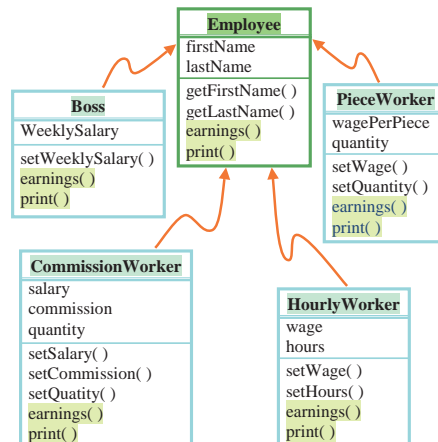 Employee
firstName
lastName
getFirstName( )
getLastName( )
earnings( )
print( )
Boss
WeeklySalary
setWeeklySalary( )
earnings( )
print( )
PieceWorker
wagePerPiece
quantity
setWage( )
setQuantity( )
earnings( )
print( )
CommissionWorker
salary
commission
quantity
setSalary( )
setCommission( )
setQuatity( )
earnings( )
print( )
HourlyWorker
wage
hours
setWage( )
setHours( )
earnings( )
print( )